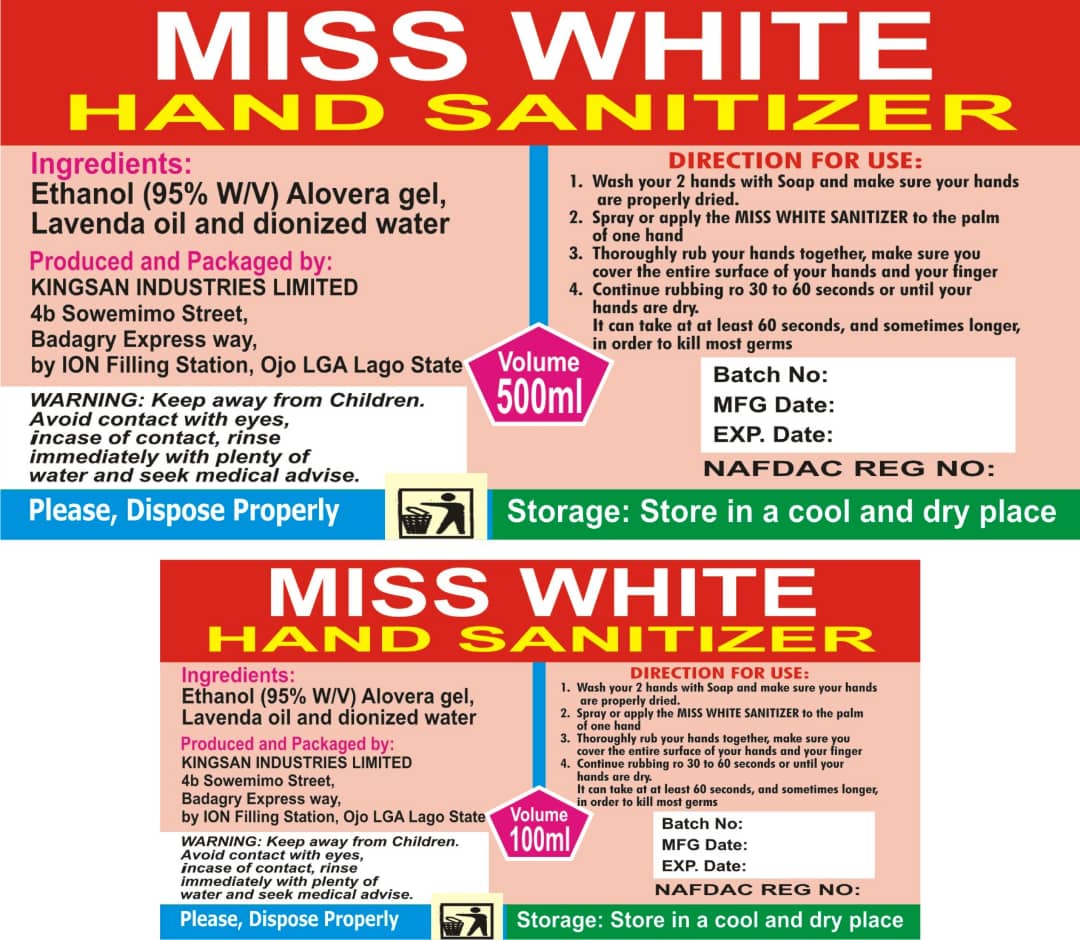 MISS WHITE
HAND SANITIZER
Ingredients:
Ethanol (95% W/V) Alovera gel,
Lavenda oil and dionized water
Produced and Packaged by:
KINGSAN INDUSTRIES LIMITED
4b Sowemimo Street,
Badagry Express way,
by ION Filling Station, Ojo LGA Lago State
WARNING: Keep away from Children.
Avoid contact with eyes,
incase of contact, rinse
immediately with plenty of
water and seek medical advise.
Volume
500ml
DIRECTION FOR USE:
1. Wash your 2 hands with Soap and make sure your hands
are properly dried.
2. Spray or apply the MISS WHITE SANITIZER to the palm
of one hand
3. Thoroughly rub your hands together, make sure you
cover the entire surface of your hands and your finger
4. Continue rubbing ro 30 to 60 seconds or until your
hands are dry.
It can take at at least 60 seconds, and sometimes longer,
in order to kill most germs
Batch No:
MFG Date:
EXP. Date:
NAFDAC REG NO:
Please, Dispose Properly
Storage: Store in a cool and dry place
MISS WHITE
HAND SANITIZER
Ingredients:
Ethanol (95% W/V) Alovera gel,
Lavenda oil and dionized water
Produced and Packaged by:
KINGSAN INDUSTRIES LIMITED
4b Sowemimo Street,
Badagry Express way,
by ION Filling Station, Ojo LGA Lago State
WARNING: Keep away from Children.
Avoid contact with eyes,
incase of contact, rinse
immediately with plenty of
water and seek medical advise.
Volume
100ml
DIRECTION FOR USE:
1. Wash your 2 hands with Soap and make sure your hands
are properly dried.
2. Spray or apply the MISS WHITE SANITIZER to the palm
of one hand
3. Thoroughly rub your hands together, make sure you
cover the entire surface of your hands and your finger
4. Continue rubbing ro 30 to 60 seconds or until your
hands are dry.
It can take at at least 60 seconds, and sometimes longer,
in order to kill most germs
Batch No:
MFG Date:
EXP. Date:
NAFDAC REG NO:
Please, Dispose Properly
Storage: Store in a cool and dry place